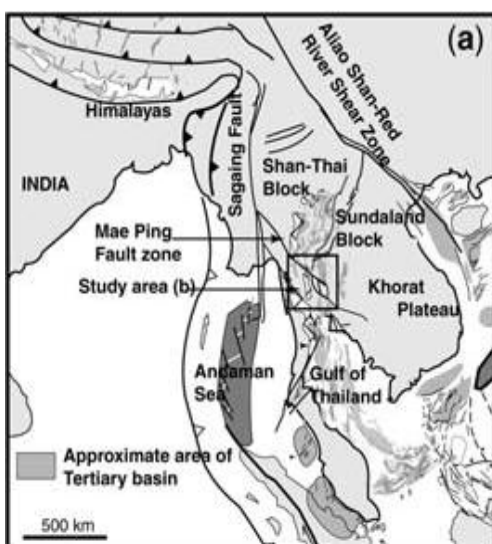 (a)
Aliao Shan-Red
River Shear Zone
Himalayas
Sagaing Fault
INDIA
Shan-Thai
Block
Sundaland
Block
Mae Ping
Fault zone
Study area (b)
Khorat
Plateau
Andaman
Sea
Gulf of
Thailand
Approximate area of
Tertiary basin
500 km